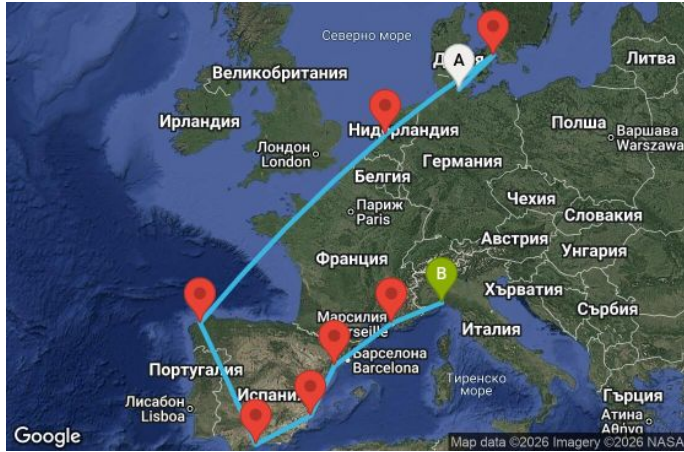 Северно море
Литва
Великобритания
A
Нидерландия
Ирландия
Полша
Варшава
Warszawa
Лондон
London
Германия
Белгия
Чехия
Париж
Paris
Словакия
Австрия
Унгария
Франция
B
Хърватия
Сърбия
Марсилия
Италия
Барселона
Barcelona
Португалия
Испания
Тиренско
море
Лисабон
Lisboa
Гърция
Атина
Αθήνα
Google
Map data ©2026 Imagery ©2026 NASA